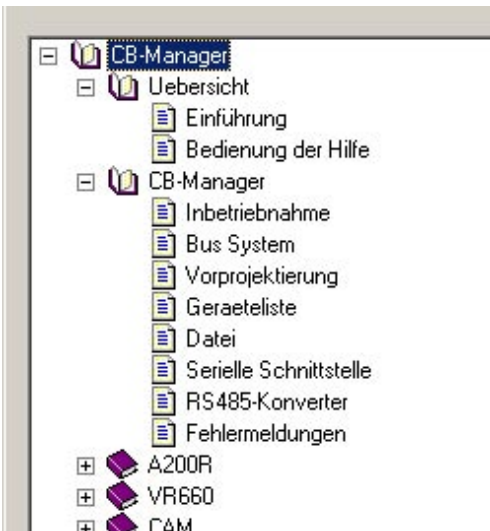 CB-Manager
Uebersicht
Einführung
Bedienung der Hilfe
CB-Manager
Inbetriebnahme
Bus System
Vorprojektierung
Geraeteliste
Datei
Serielle Schnittstelle
RS485-Konverter
Fehlermeldungen
A200R
VR660
CAM